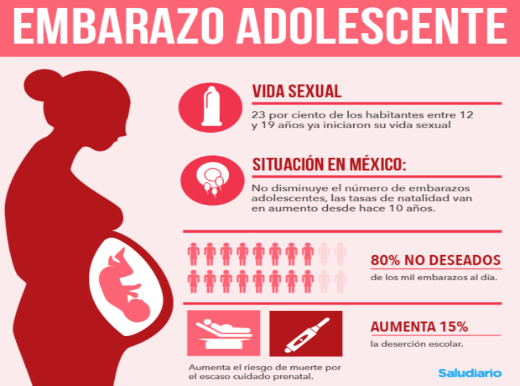 EMBARAZO ADOLESCENTE
VIDA SEXUAL
23 por ciento de los habitantes entre 12
y 19 años ya iniciaron su vida sexual
SITUACIÓN EN MÉXICO:
No disminuye el número de embarazos
adolescentes, las tasas de natalidad van
en aumento desde hace 10 años.
80% NO DESEADOS
de los mil embarazos al día.
AUMENTA 15%
la deserción escolar.
Aumenta el riesgo de muerte por
el escaso cuidado prenatal.
Saludiario